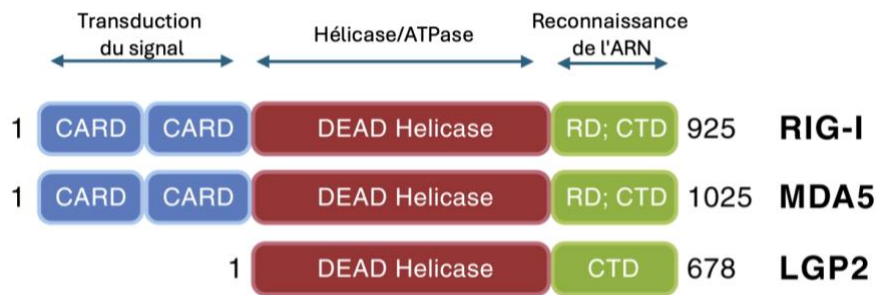 Transduction
du signal
Hélicase/ATPase
Reconnaissance
de l'ARN
1 CARD CARD DEAD Helicase RD; CTD 925 RIG-I
1 CARD CARD DEAD Helicase RD; CTD 1025 MDA5
1 DEAD Helicase CTD 678 LGP2